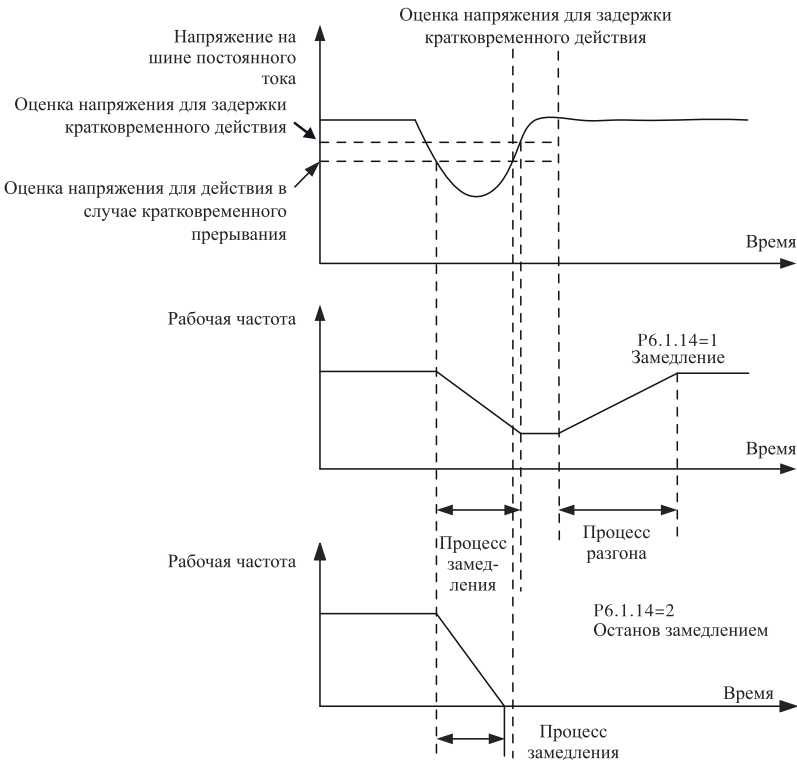 Оценка напряжения для задержки
кратковременного действия
Напряжение на
шине постоянного
тока
Оценка напряжения для задержки
кратковременного действия
Оценка напряжения для действия в
случае кратковременного
прерывания
Время
Рабочая частота
P6.1.14=1
Замедление
Время
Процесс
замед-
ления
Процесс
разгона
Рабочая частота
P6.1.14=2
Останов замедлением
Время
Процесс
замедления